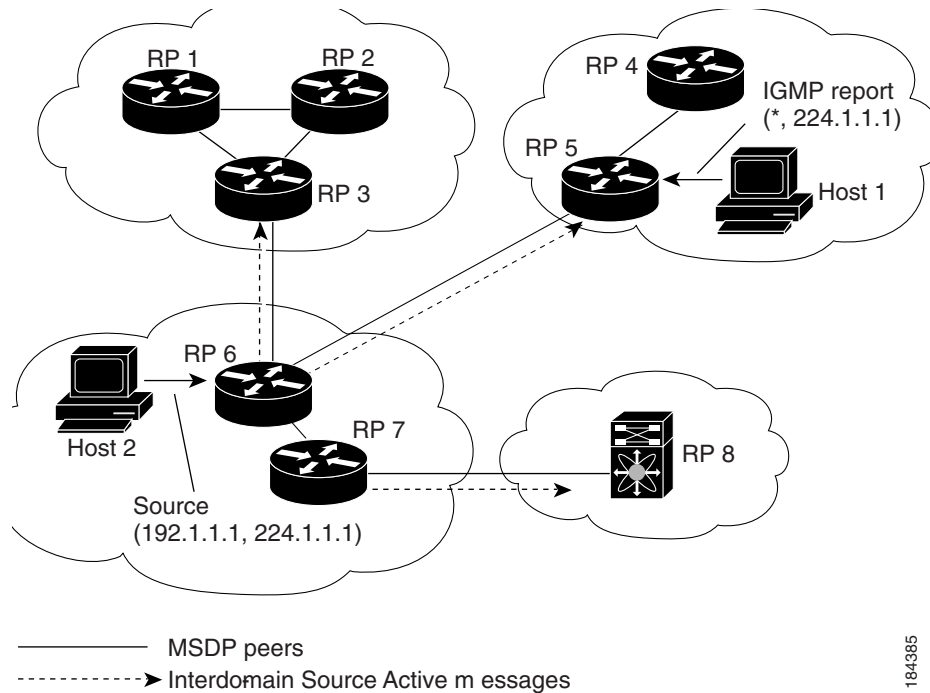 RP 1
RP 2
RP 3
RP 4
IGMP report
(*, 224.1.1.1)
RP 5
Host 1
RP 6
Host 2
RP 7
RP 8
Source
(192.1.1.1, 224.1.1.1)
MSDP peers
Interdomain Source Active m essages
184385